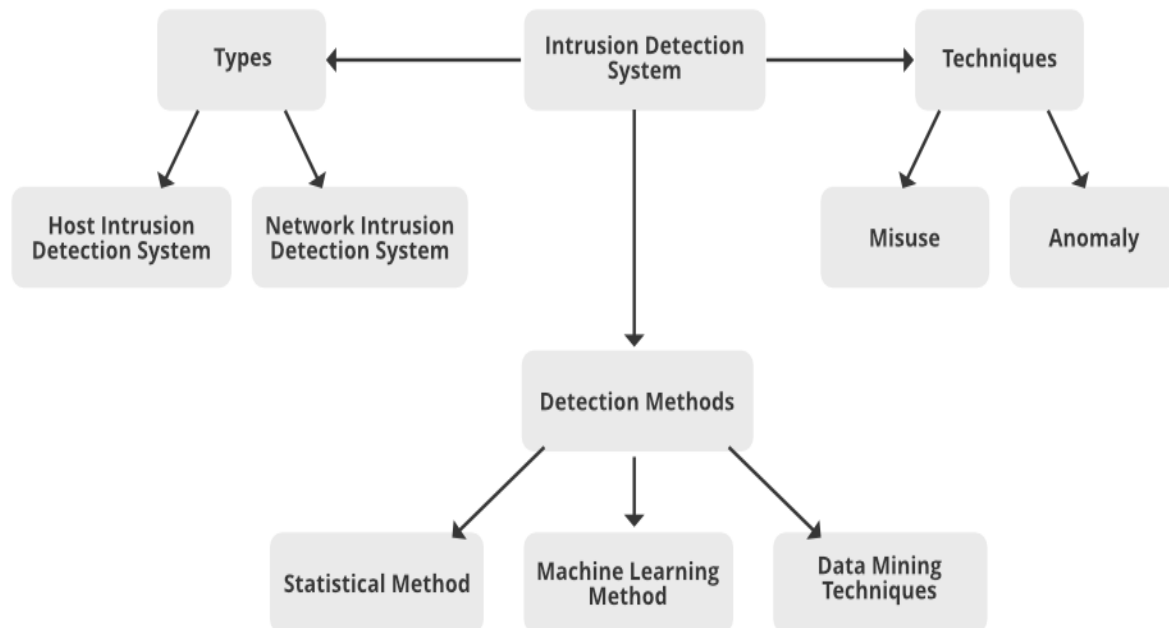 Types
Intrusion Detection
System
Techniques
Host Intrusion
Detection System
Network Intrusion
Detection System
Misuse
Anomaly
Detection Methods
Statistical Method
Machine Learning
Method
Data Mining
Techniques